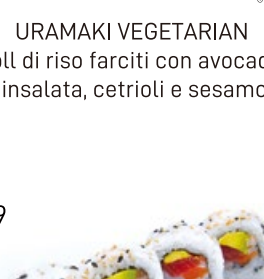 URAMAKI VEGETARIAN
oll di riso farciti con avocad
insalata, cetrioli e sesamo
9